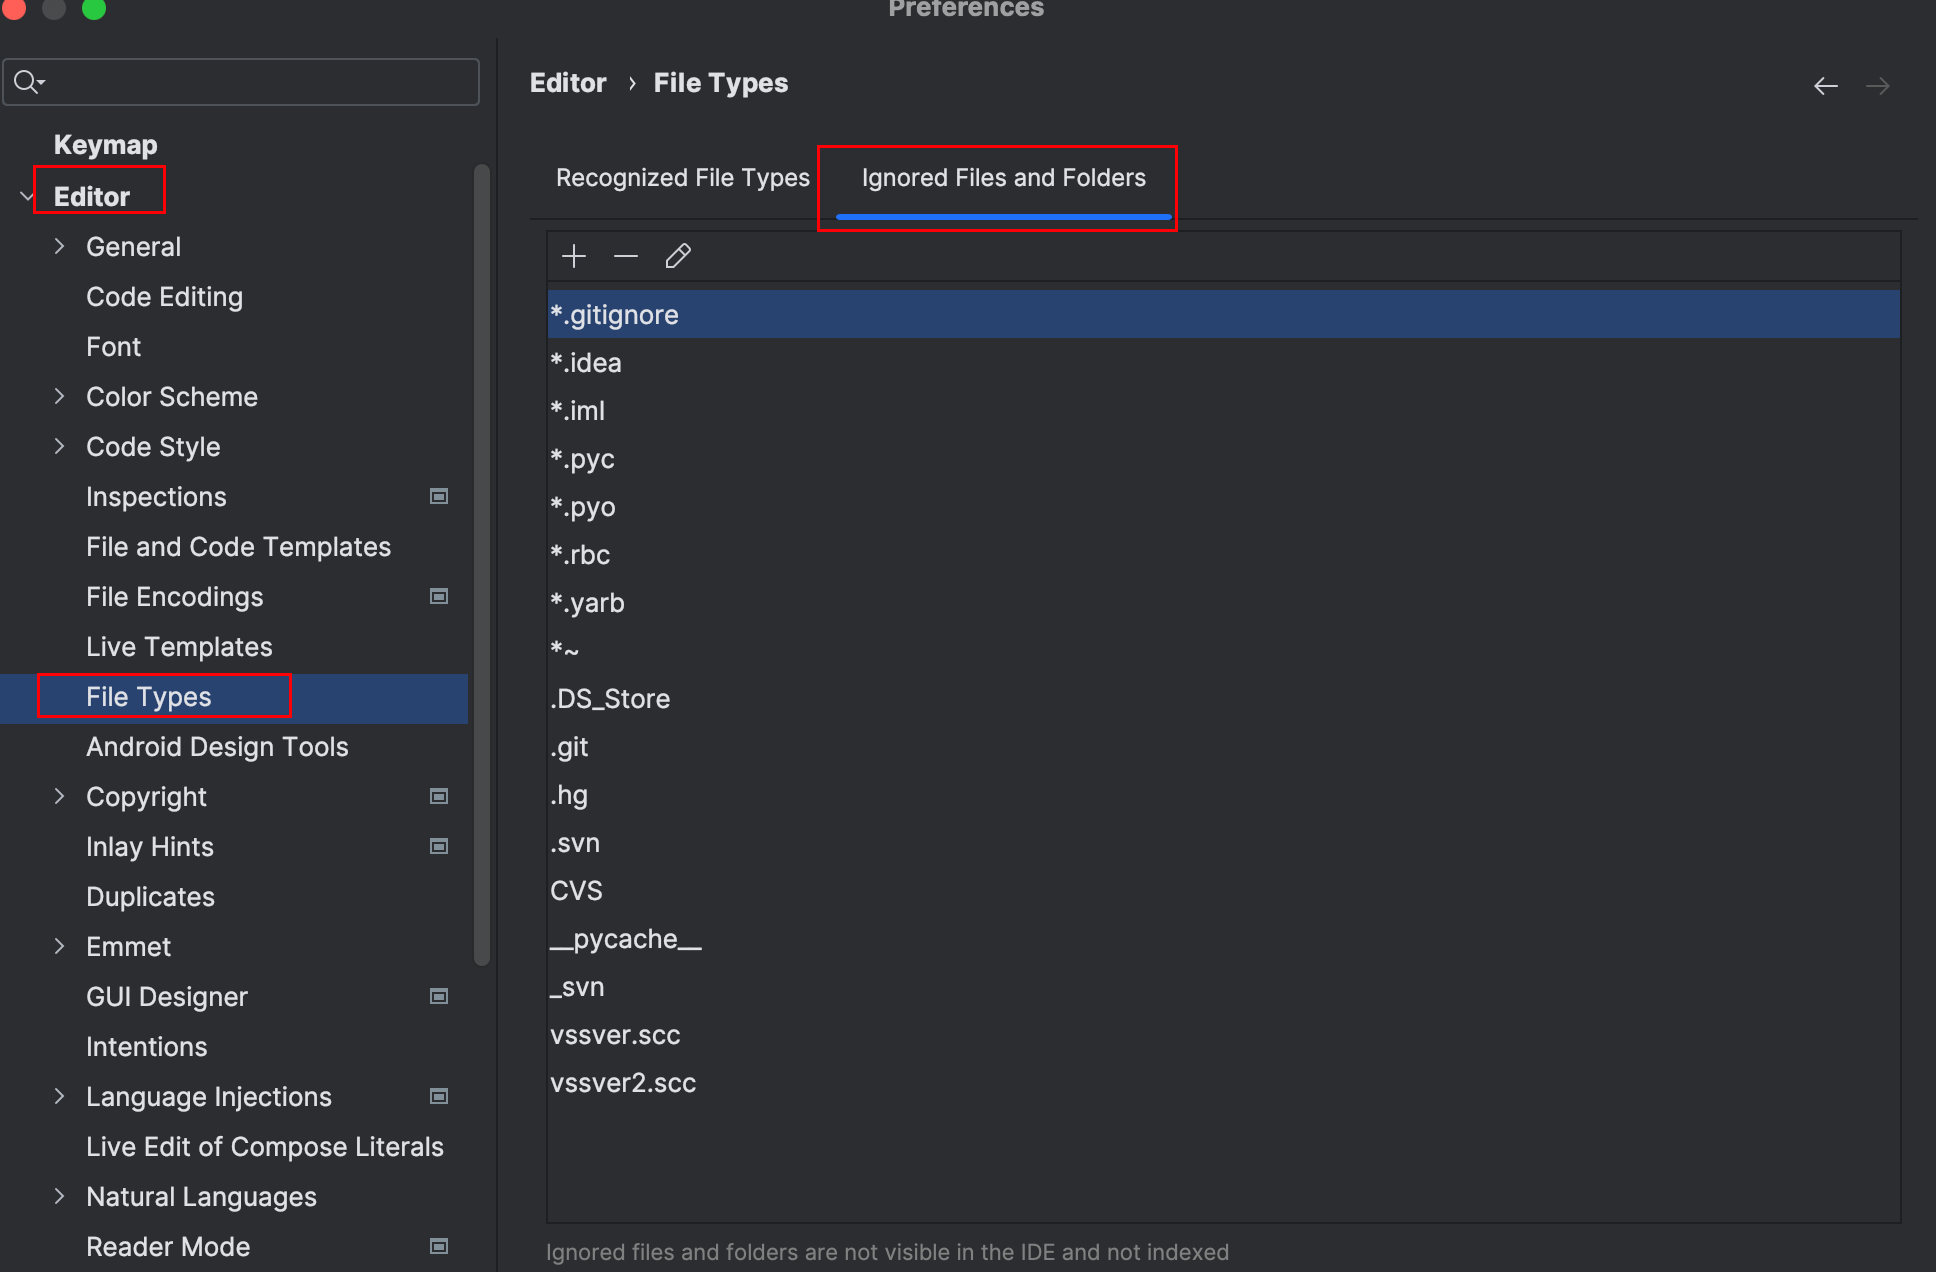 Preferences
Keymap
Editor
General
Code Editing
Font
Color Scheme
Code Style
Inspections
File and Code Templates
File Encodings
Live Templates
File Types
Android Design Tools
Copyright
Inlay Hints
Duplicates
Emmet
GUI Designer
Intentions
Language Injections
Live Edit of Compose Literals
Natural Languages
Reader Mode
Editor › File Types
Recognized File Types
Ignored Files and Folders
*.gitignore
*.idea
*.iml
*.pyc
*.pyo
*.rbc
*.yarb
*~
.DS_Store
.git
.hg
.svn
CVS
__pycache__
_svn
vssver.scc
vssver2.scc
Ignored files and folders are not visible in the IDE and not indexed